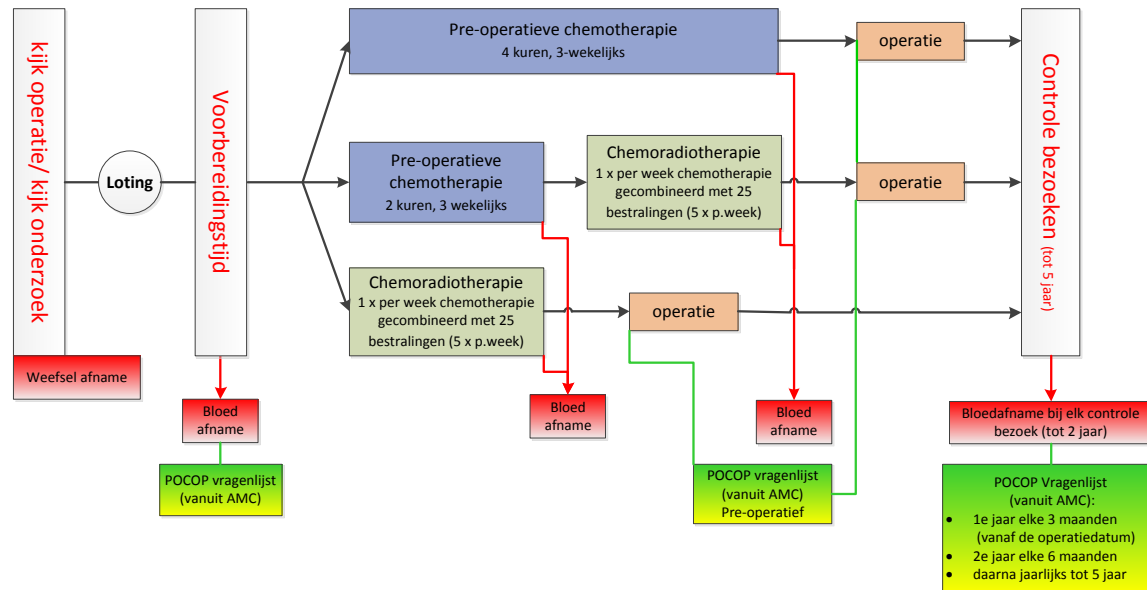 kijk operatie/ kijk onderzoek
Weefsel afname
Loting
Voorbereidingstijd
Bloed
afname
POCOP vragenlijst
(vanuit AMC)
Pre-operatieve chemotherapie
4 kuren, 3-wekelijks
operatie
Pre-operatieve
chemotherapie
2 kuren, 3 wekelijks
Chemoradiotherapie
1 x per week chemotherapie
gecombineerd met 25
bestralingen (5 x p.week)
operatie
Chemoradiotherapie
1 x per week chemotherapie
gecombineerd met 25
bestralingen (5 x p.week)
operatie
Bloed
afname
Bloed
afname
POCOP vragenlijst
(vanuit AMC)
Pre-operatief
Controle bezoeken (tot 5 jaar)
Bloedafname bij elk controle
bezoek (tot 2 jaar)
POCOP Vragenlijst
(vanuit AMC):
• 1e jaar elke 3 maanden
(vanaf de operatiedatum)
• 2e jaar elke 6 maanden
• daarna jaarlijks tot 5 jaar